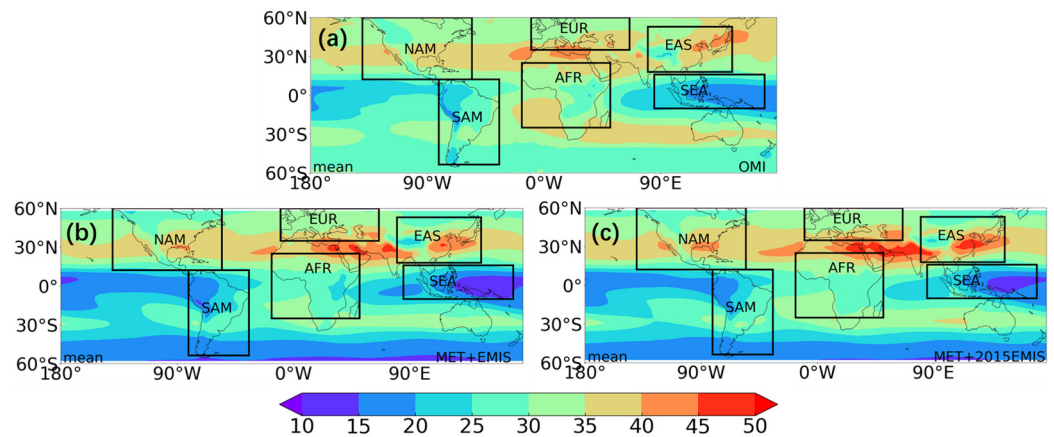 60°N
(a)
EUR
NAM
EAS
30°N
AFR
0°
SEA
SAM
30°S
60°S
mean
OMI
180°
90°W
0°W
90°E
60°N
(b)
EUR
NAM
EAS
30°N
AFR
0°
SEA
SAM
30°S
60°S
mean
MET+EMIS
180°
90°W
0°W
90°E
60°N
(c)
EUR
NAM
EAS
30°N
AFR
0°
SEA
SAM
30°S
60°S
mean
MET+2015EMIS
180°
90°W
0°W
90°E
10 15 20 25 30 35 40 45 50